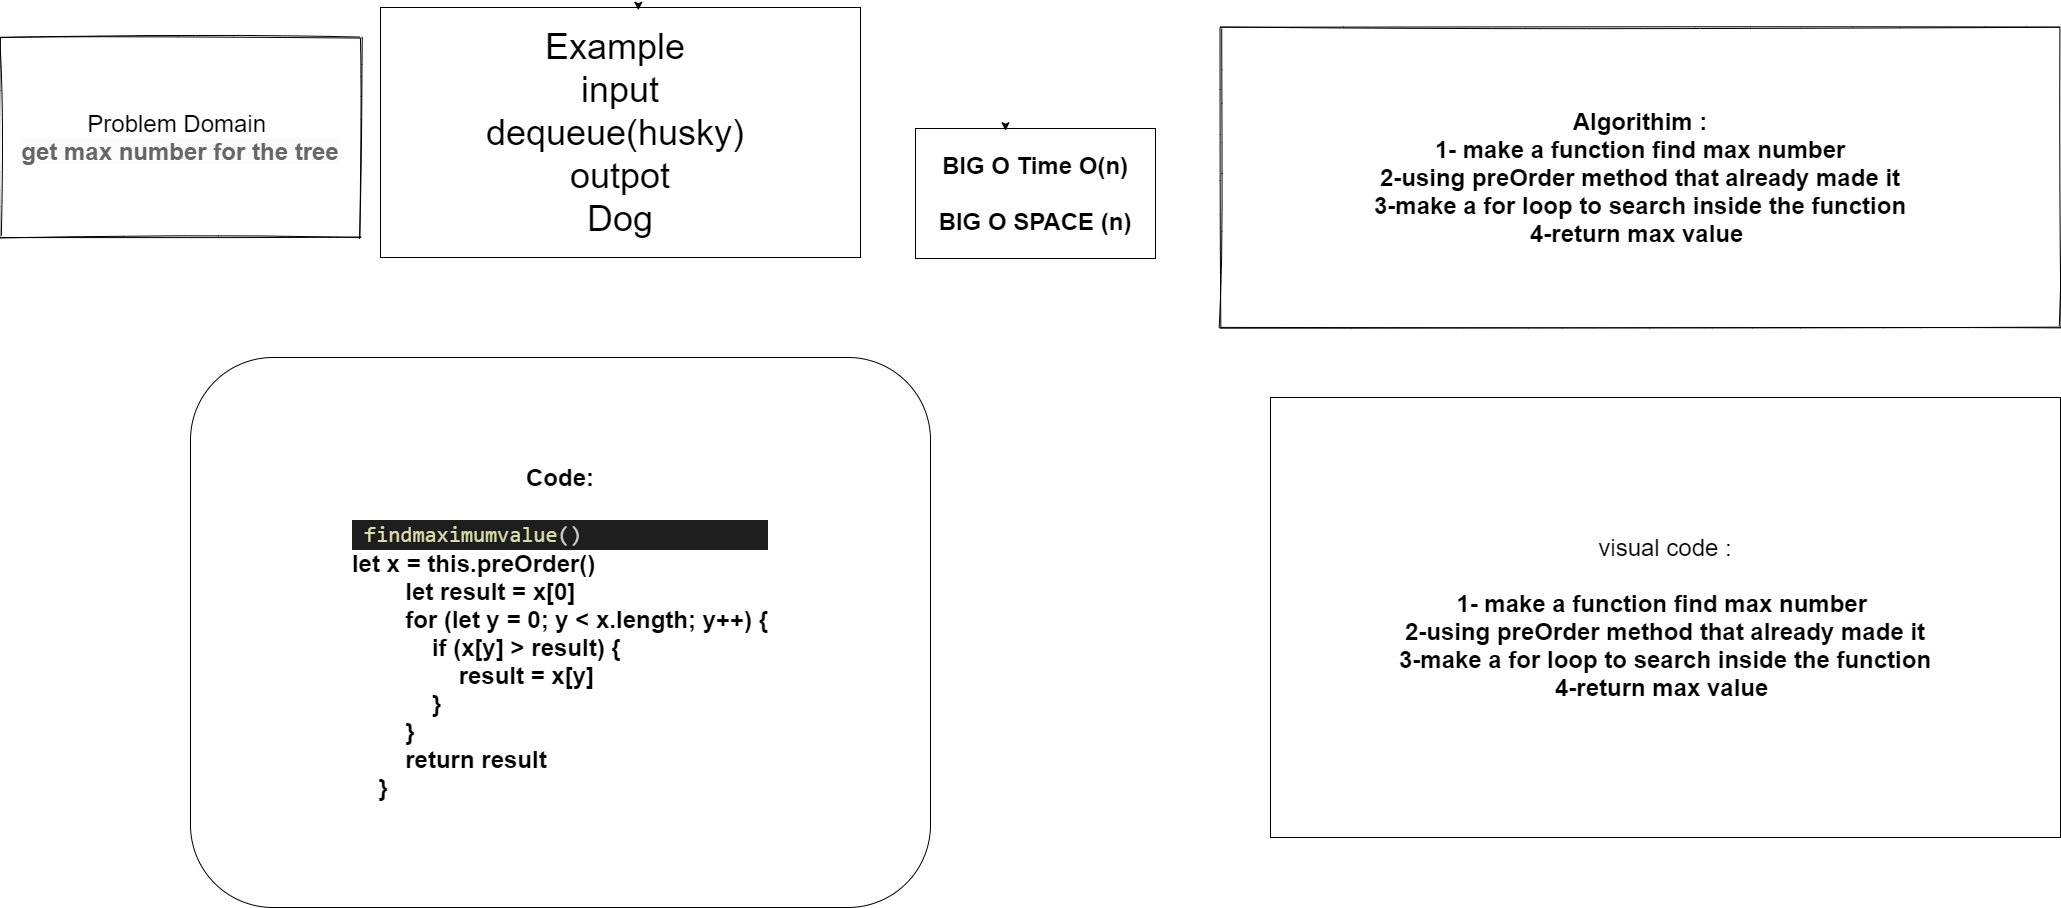 Problem Domain
get max number for the tree
Example
input
dequeue(husky)
outpot
Dog
BIG O Time O(n)
BIG O SPACE (n)
Algorithim :
1- make a function find max number
2-using preOrder method that already made it
3-make a for loop to search inside the function
4-return max value
Code:
findmaximumvalue()
let x = this.preOrder()
let result = x[0]
for (let y = 0; y < x.length; y++) {
if (x[y] > result) {
result = x[y]
}
}
return result
}
visual code :
1- make a function find max number
2-using preOrder method that already made it
3-make a for loop to search inside the function
4-return max value